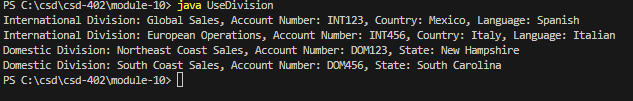 PS C:\csd\csd-402\module-10> java UseDivision
International Division: Global Sales, Account Number: INT123, Country: Mexico, Language: Spanish
International Division: European Operations, Account Number: INT456, Country: Italy, Language: Italian
Domestic Division: Northeast Coast Sales, Account Number: DOM123, State: New Hampshire
Domestic Division: South Coast Sales, Account Number: DOM456, State: South Carolina
PS C:\csd\csd-402\module-10>